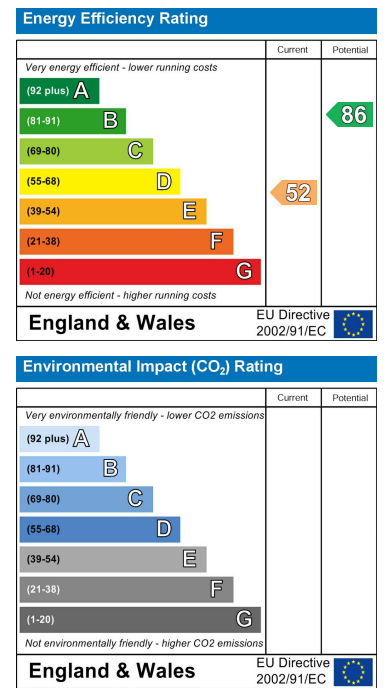 Energy Efficiency Rating
Current Potential
Very energy efficient - lower running costs
(92 plus) A
(81-91) B
86
(69-80) C
(55-68) D
52
(39-54) E
(21-38) F
(1-20) G
Not energy efficient - higher running costs
England & Wales
EU Directive
2002/91/EC
Environmental Impact (CO₂) Rating
Current Potential
Very environmentally friendly - lower CO2 emissions
(92 plus) A
(81-91) B
(69-80) C
(55-68) D
(39-54) E
(21-38) F
(1-20) G
Not environmentally friendly - higher CO2 emissions
England & Wales
EU Directive
2002/91/EC